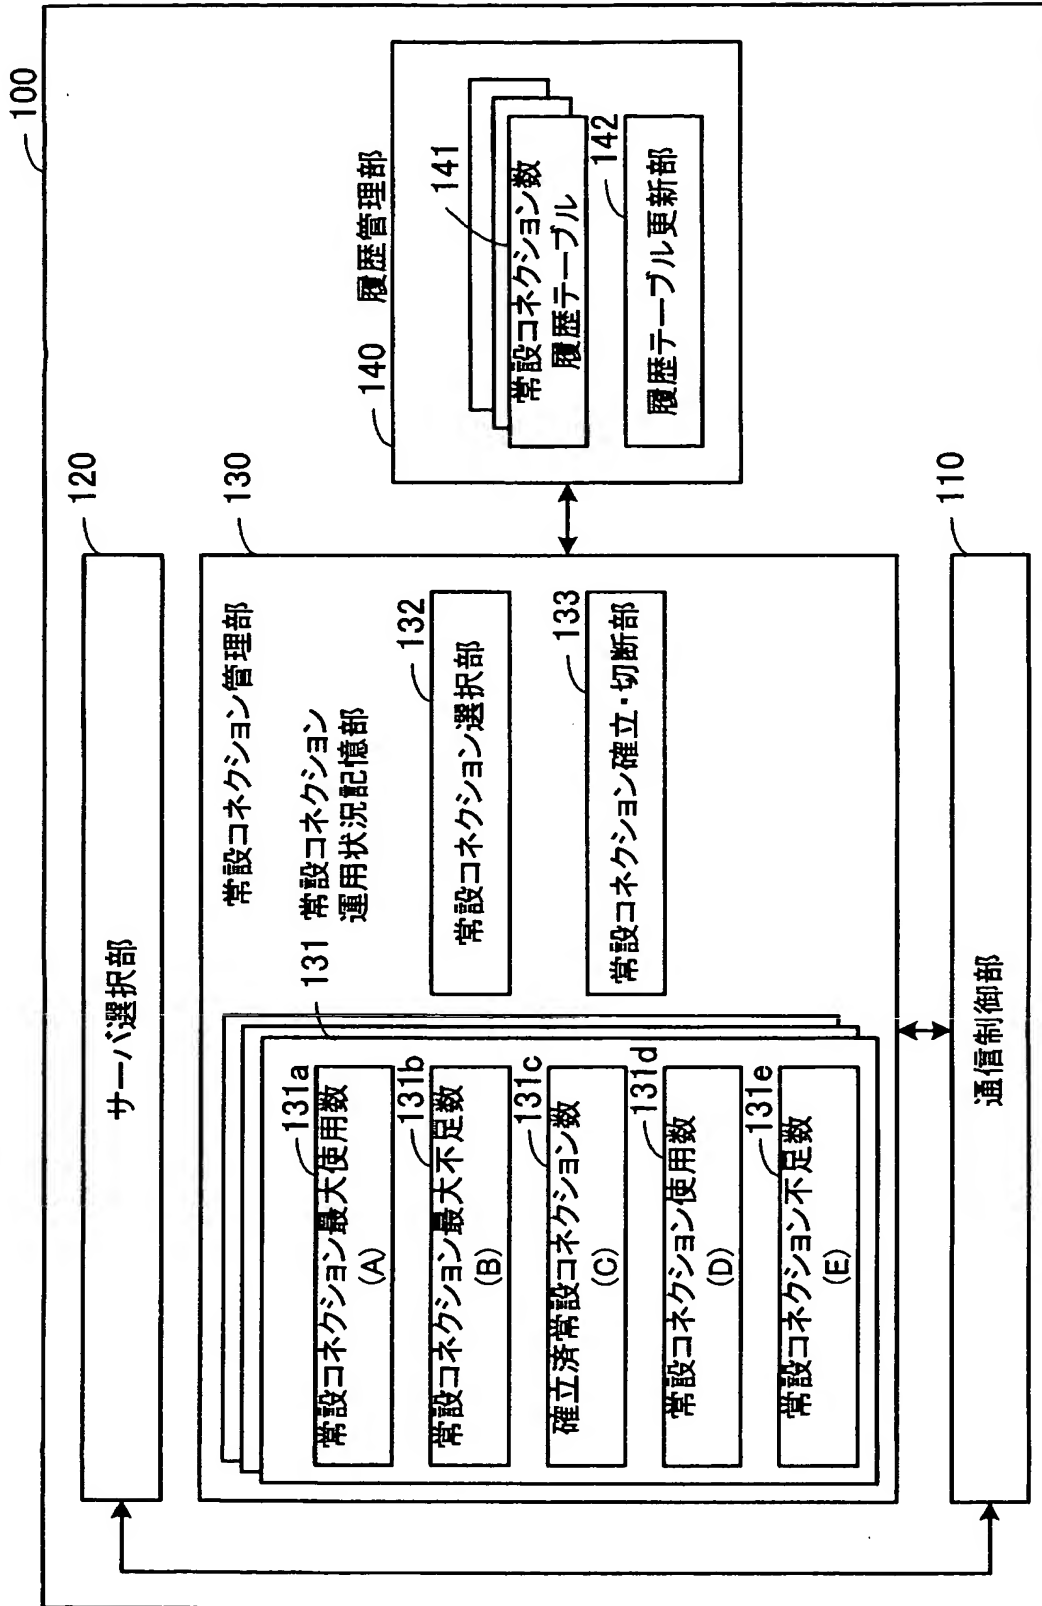 100
サーバ選択部
120
130
常設コネクション管理部
131 常設コネクション
運用状況記憶部
131a
常設コネクション最大使用数
(A)
131b
常設コネクション最大不足数
(B)
131c
確立済常設コネクション数
(C)
131d
常設コネクション使用数
(D)
131e
常設コネクション不足数
(E)
132
常設コネクション選択部
133
常設コネクション確立・切断部
140 履歴管理部
141
常設コネクション数
履歴テーブル
142
履歴テーブル更新部
110
通信制御部